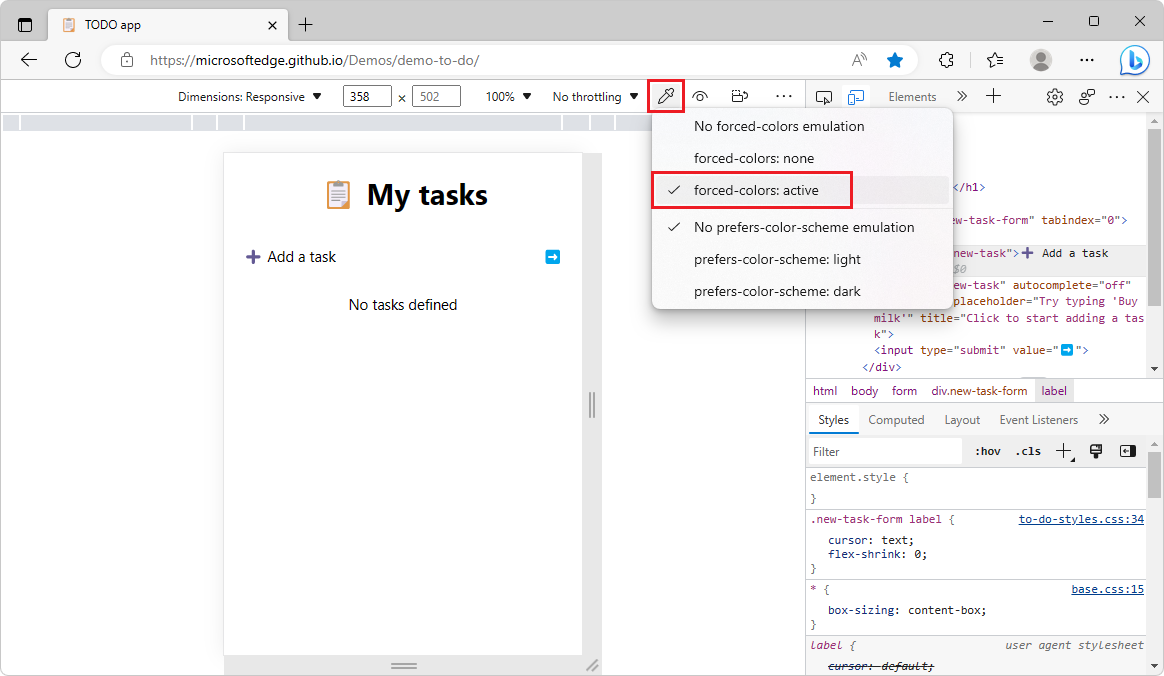 TODO app
https://microsoftedge.github.io/Demos/demo-to-do/
Dimensions: Responsive 358 × 502 100% No throttling
Elements
No forced-colors emulation
forced-colors: none
forced-colors: active
No prefers-color-scheme emulation
prefers-color-scheme: light
prefers-color-scheme: dark
My tasks
Add a task
No tasks defined
</h1>
ew-task-form" tabindex="0">
new-task"> Add a task
$0
ew-task" autocomplete="off"
placeholder="Try typing 'Buy
milk'" title="Click to start adding a tas
k">
<input type="submit" value="➡">
</div>
html body form div.new-task-form label
Styles Computed Layout Event Listeners
Filter :hov .cls
element.style {
}
.new-task-form label { to-do-styles.css:34
cursor: text;
flex-shrink: 0;
}
* { base.css:15
box-sizing: content-box;
}
label { user agent stylesheet
cursor: default;